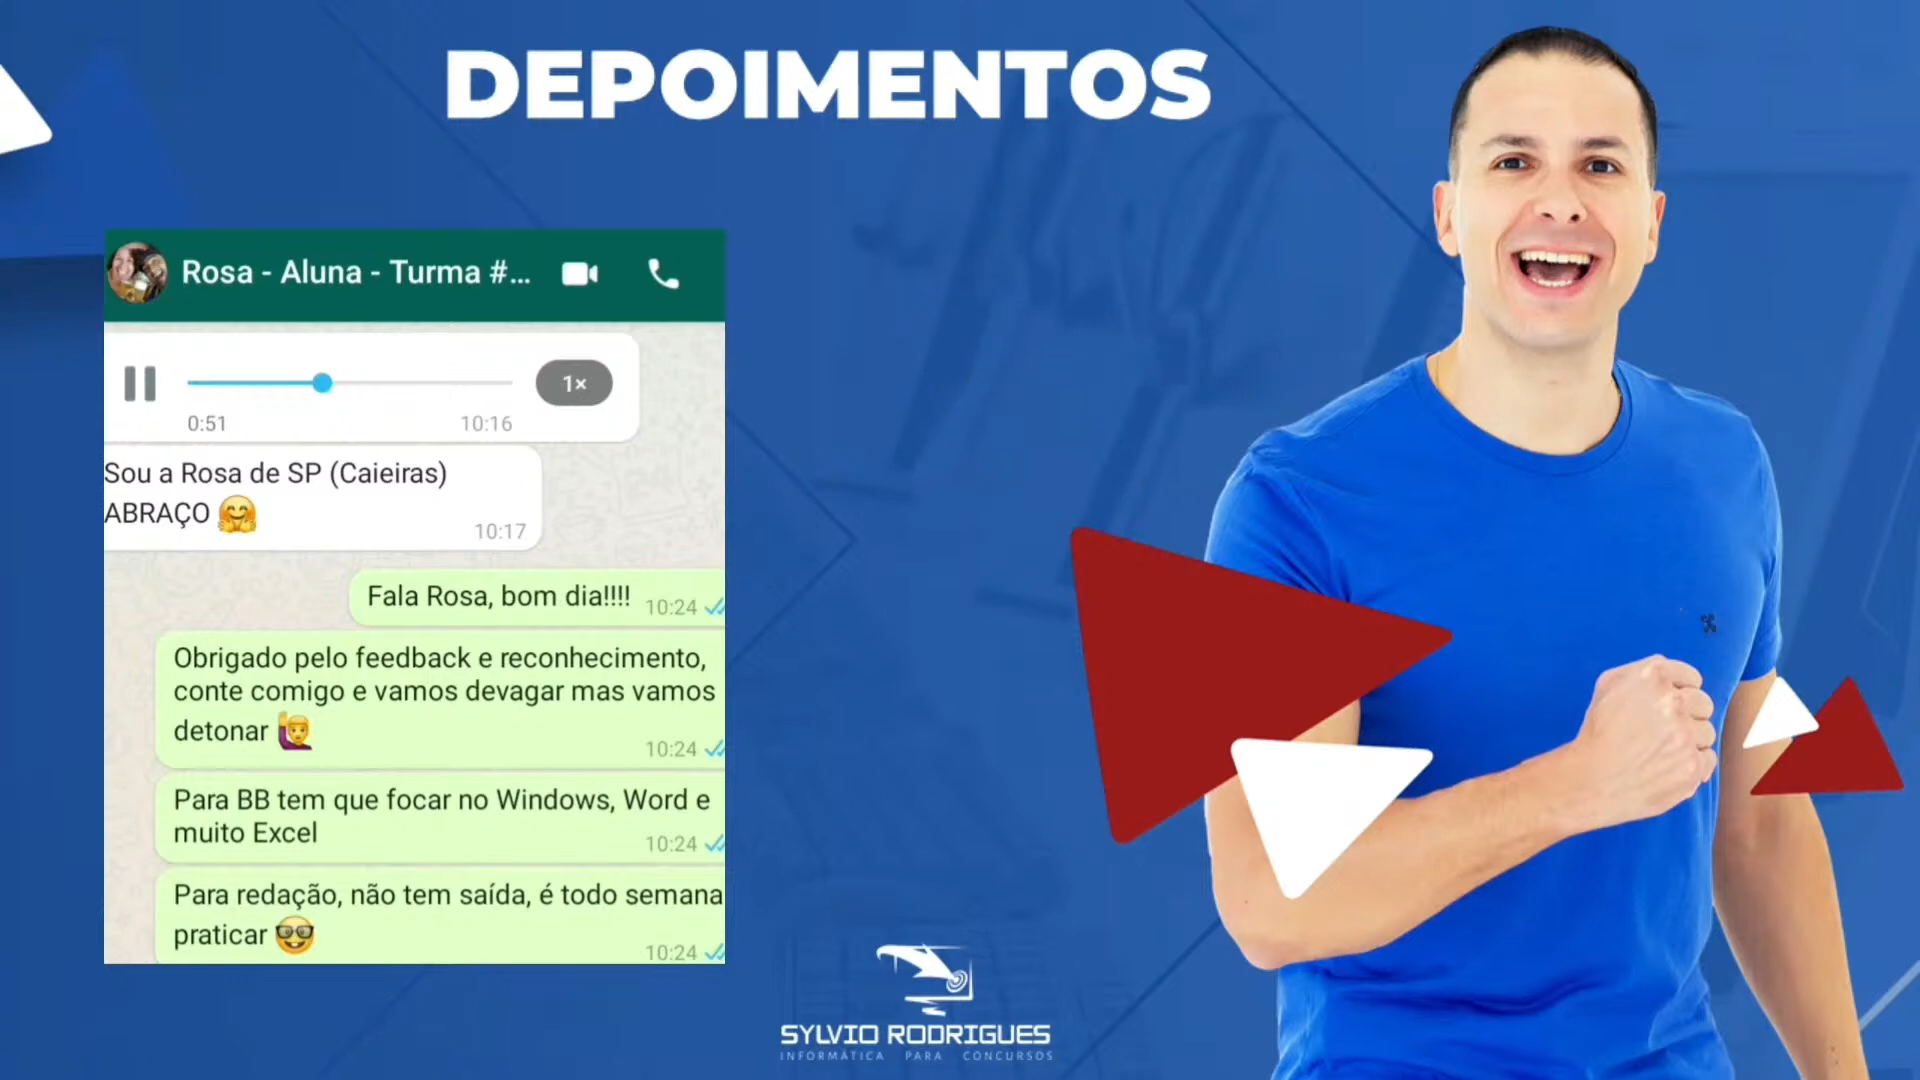 DEPOIMENTOS
Rosa - Aluna - Turma #...
1×
0:51
10:16
Sou a Rosa de SP (Caieiras)
ABRAÇO 🤗
10:17
Fala Rosa, bom dia!!!!
10:24
Obrigado pelo feedback e reconhecimento,
conte comigo e vamos devagar mas vamos
detonar 🙋‍♂️
10:24
Para BB tem que focar no Windows, Word e
muito Excel
10:24
Para redação, não tem saída, é todo semana
praticar 🤓
10:24
SYLVIO RODRIGUES
INFORMÁTICA PARA CONCURSOS